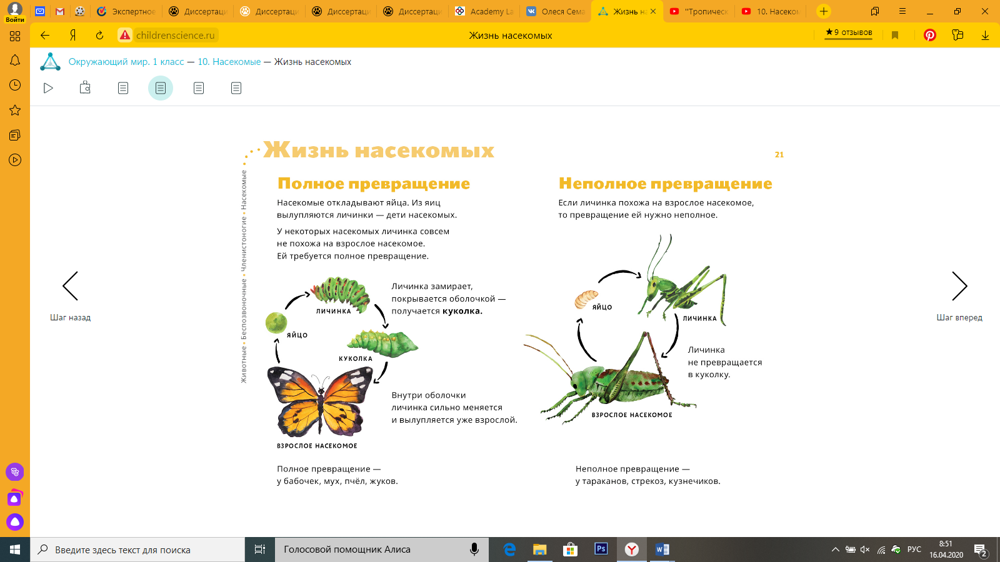 Войти
Экспертное
Диссертаци
Диссертаци
Диссертаци
Диссертаци
Academy La
Олеся Сема
Жизнь на
"Тропическ
10. Насеком
childrenscience.ru
Жизнь насекомых
★9 отзывов
Окружающий мир. 1 класс — 10. Насекомые — Жизнь насекомых
Жизнь насекомых
21
Животные • Беспозвоночные • Членистоногие • Насекомые
Полное превращение
Насекомые откладывают яйца. Из яиц
вылупляются личинки — дети насекомых.
У некоторых насекомых личинка совсем
не похожа на взрослое насекомое.
Ей требуется полное превращение.
Личинка замирает,
покрывается оболочкой —
получается куколка.
ЛИЧИНКА
ЯЙЦО
КУКОЛКА
Внутри оболочки
личинка сильно меняется
и вылупляется уже взрослой.
ВЗРОСЛОЕ НАСЕКОМОЕ
Полное превращение —
у бабочек, мух, пчёл, жуков.
Неполное превращение
Если личинка похожа на взрослое насекомое,
то превращение ей нужно неполное.
ЯЙЦО
ЛИЧИНКА
Личинка
не превращается
в куколку.
ВЗРОСЛОЕ НАСЕКОМОЕ
Неполное превращение —
у тараканов, стрекоз, кузнечиков.
Шаг назад
Шаг вперед
Введите здесь текст для поиска
Голосовой помощник Алиса
Ps
РУС
8:51
16.04.2020
2